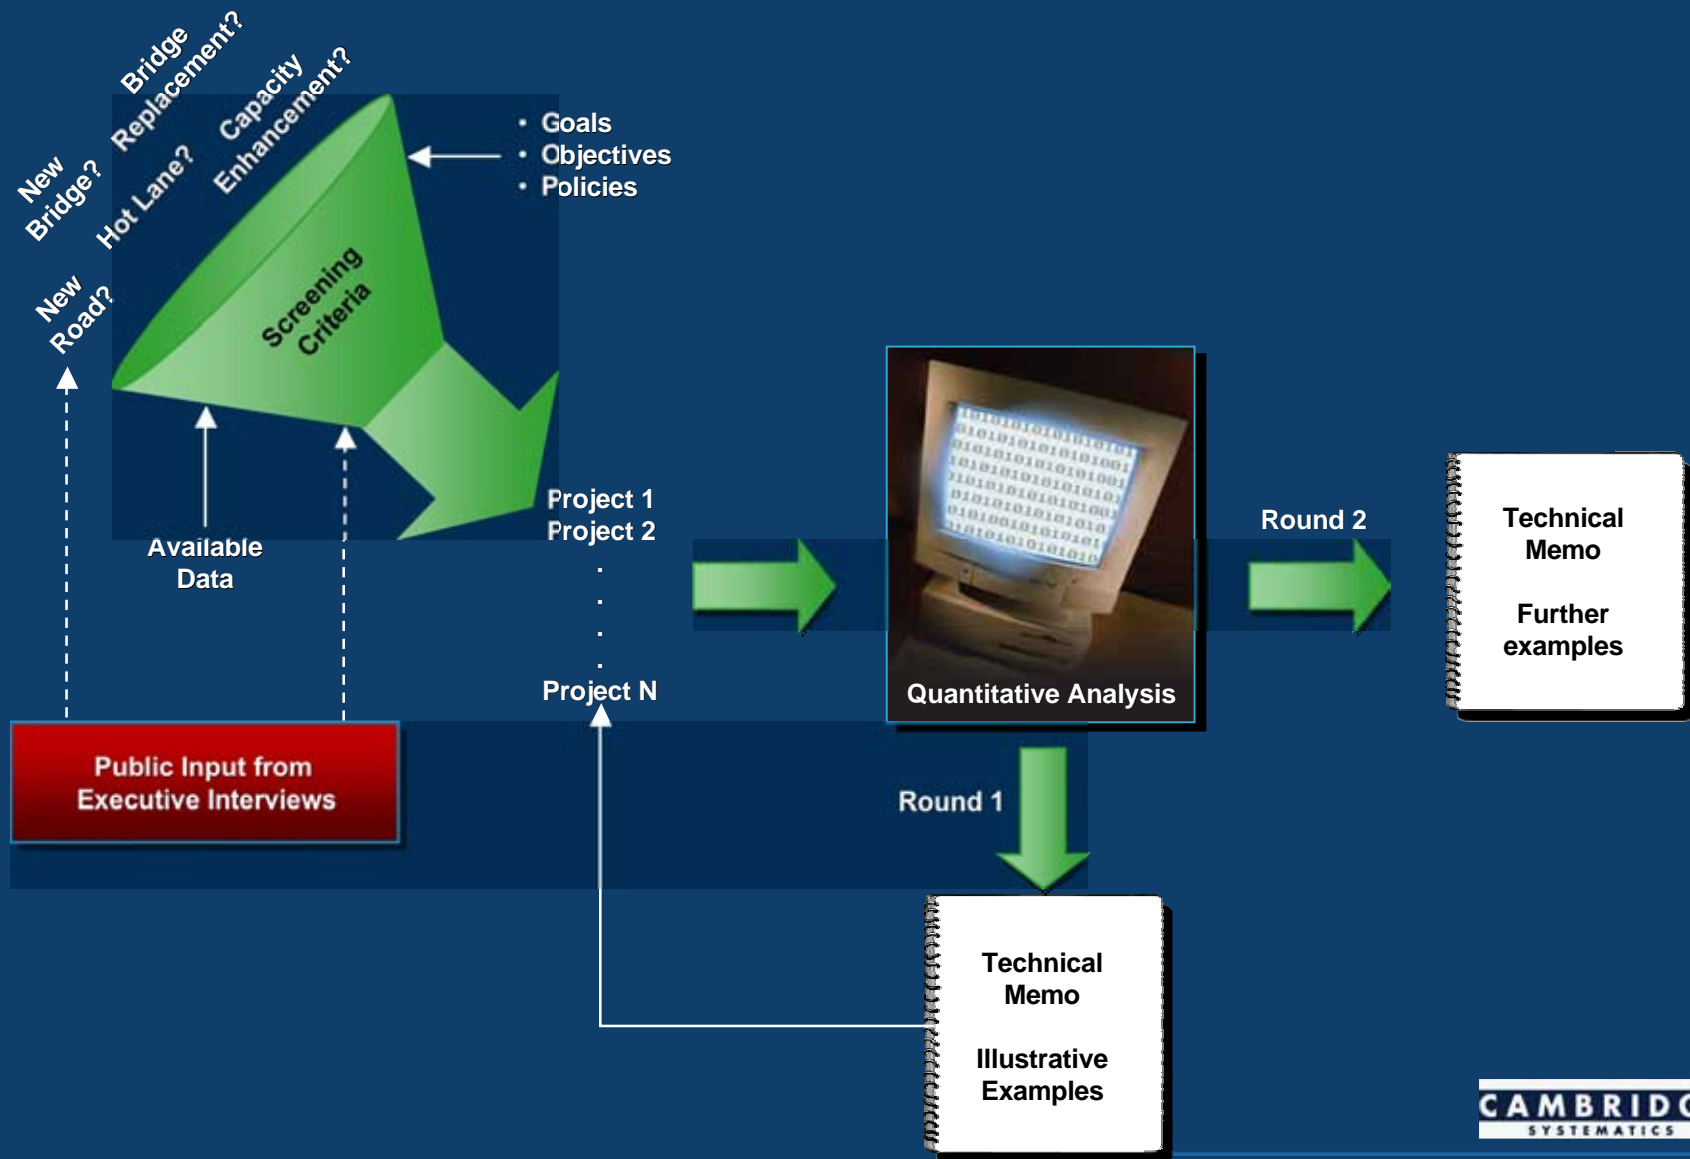 Bridge
Replacement?
Capacity
Enhancement?
New
Bridge?
Hot Lane?
New
Road?
• Goals
• Objectives
• Policies
Screening
Criteria
Available
Data
Project 1
Project 2
.
.
.
.
Project N
Quantitative Analysis
Round 2
Technical
Memo
Further
examples
Public Input from
Executive Interviews
Round 1
Technical
Memo
Illustrative
Examples
SYSTEMATICS